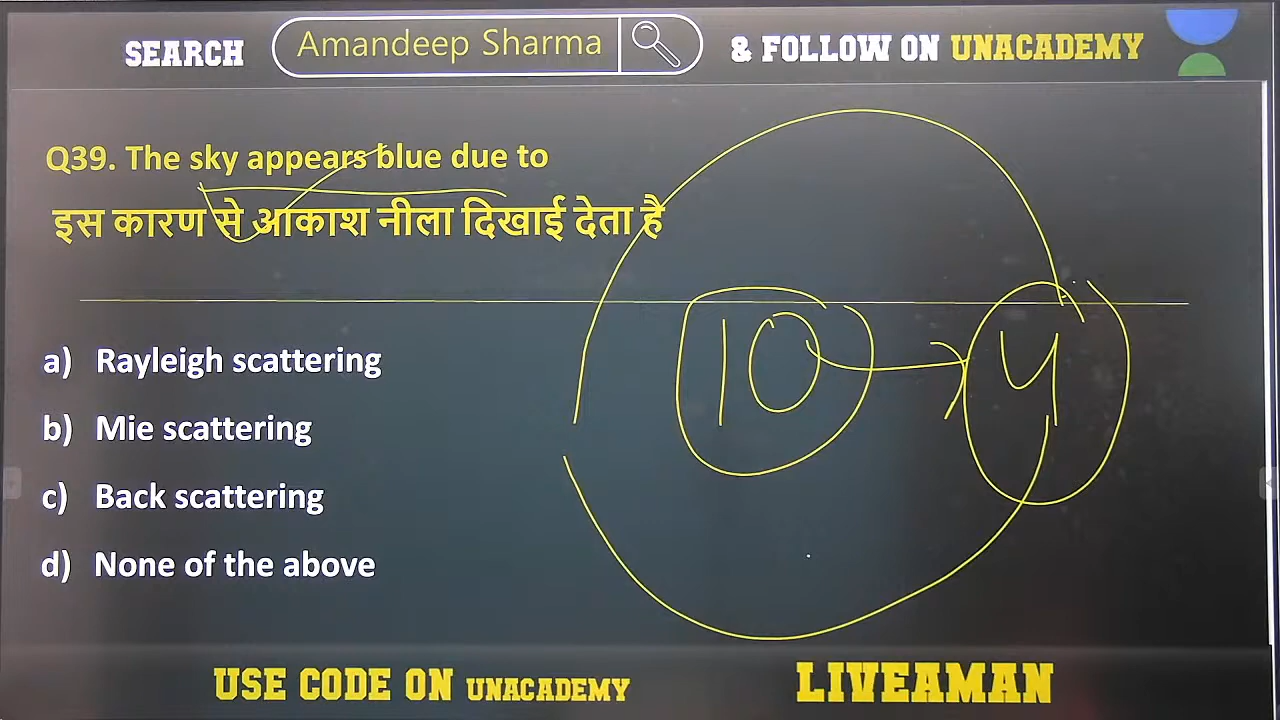 SEARCH Amandeep Sharma & FOLLOW ON UNACADEMY
Q39. The sky appears blue due to
इस कारण से आकाश नीला दिखाई देता है
10 → 4
a) Rayleigh scattering
b) Mie scattering
c) Back scattering
d) None of the above
USE CODE ON UNACADEMY LIVEAMAN